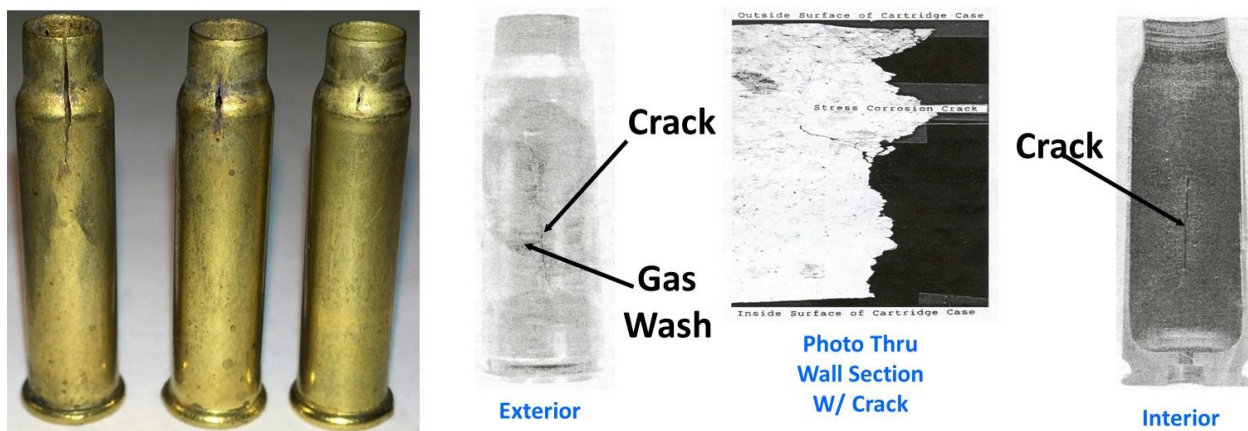 Crack
Gas
Wash
Exterior
Outside Surface of Cartridge Case
Stress Corrosion Crack
Inside Surface of Cartridge Case
Photo Thru
Wall Section
W/ Crack
Crack
Interior